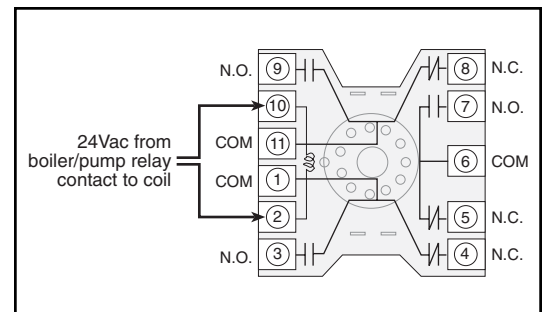 N.O. 9
10
COM 11
COM 1
2
N.O. 3
24Vac from
boiler/pump relay
contact to coil
8 N.C.
7 N.O.
6 COM
5 N.C.
4 N.C.